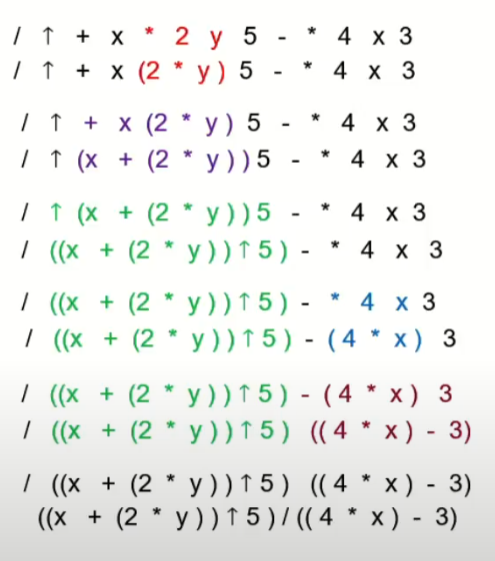 / ↑ + x * 2 y 5 - * 4 x 3
/ ↑ + x (2 * y) 5 - * 4 x 3
/ ↑ + x (2 * y) 5 - * 4 x 3
/ ↑ (x + (2 * y)) 5 - * 4 x 3
/ ↑ (x + (2 * y)) 5 - * 4 x 3
/ ((x + (2 * y)) ↑ 5) - * 4 x 3
/ ((x + (2 * y)) ↑ 5) - * 4 x 3
/ ((x + (2 * y)) ↑ 5) - (4 * x) 3
/ ((x + (2 * y)) ↑ 5) - (4 * x) 3
/ ((x + (2 * y)) ↑ 5) ((4 * x) - 3)
/ ((x + (2 * y)) ↑ 5) ((4 * x) - 3)
((x + (2 * y)) ↑ 5) / ((4 * x) - 3)